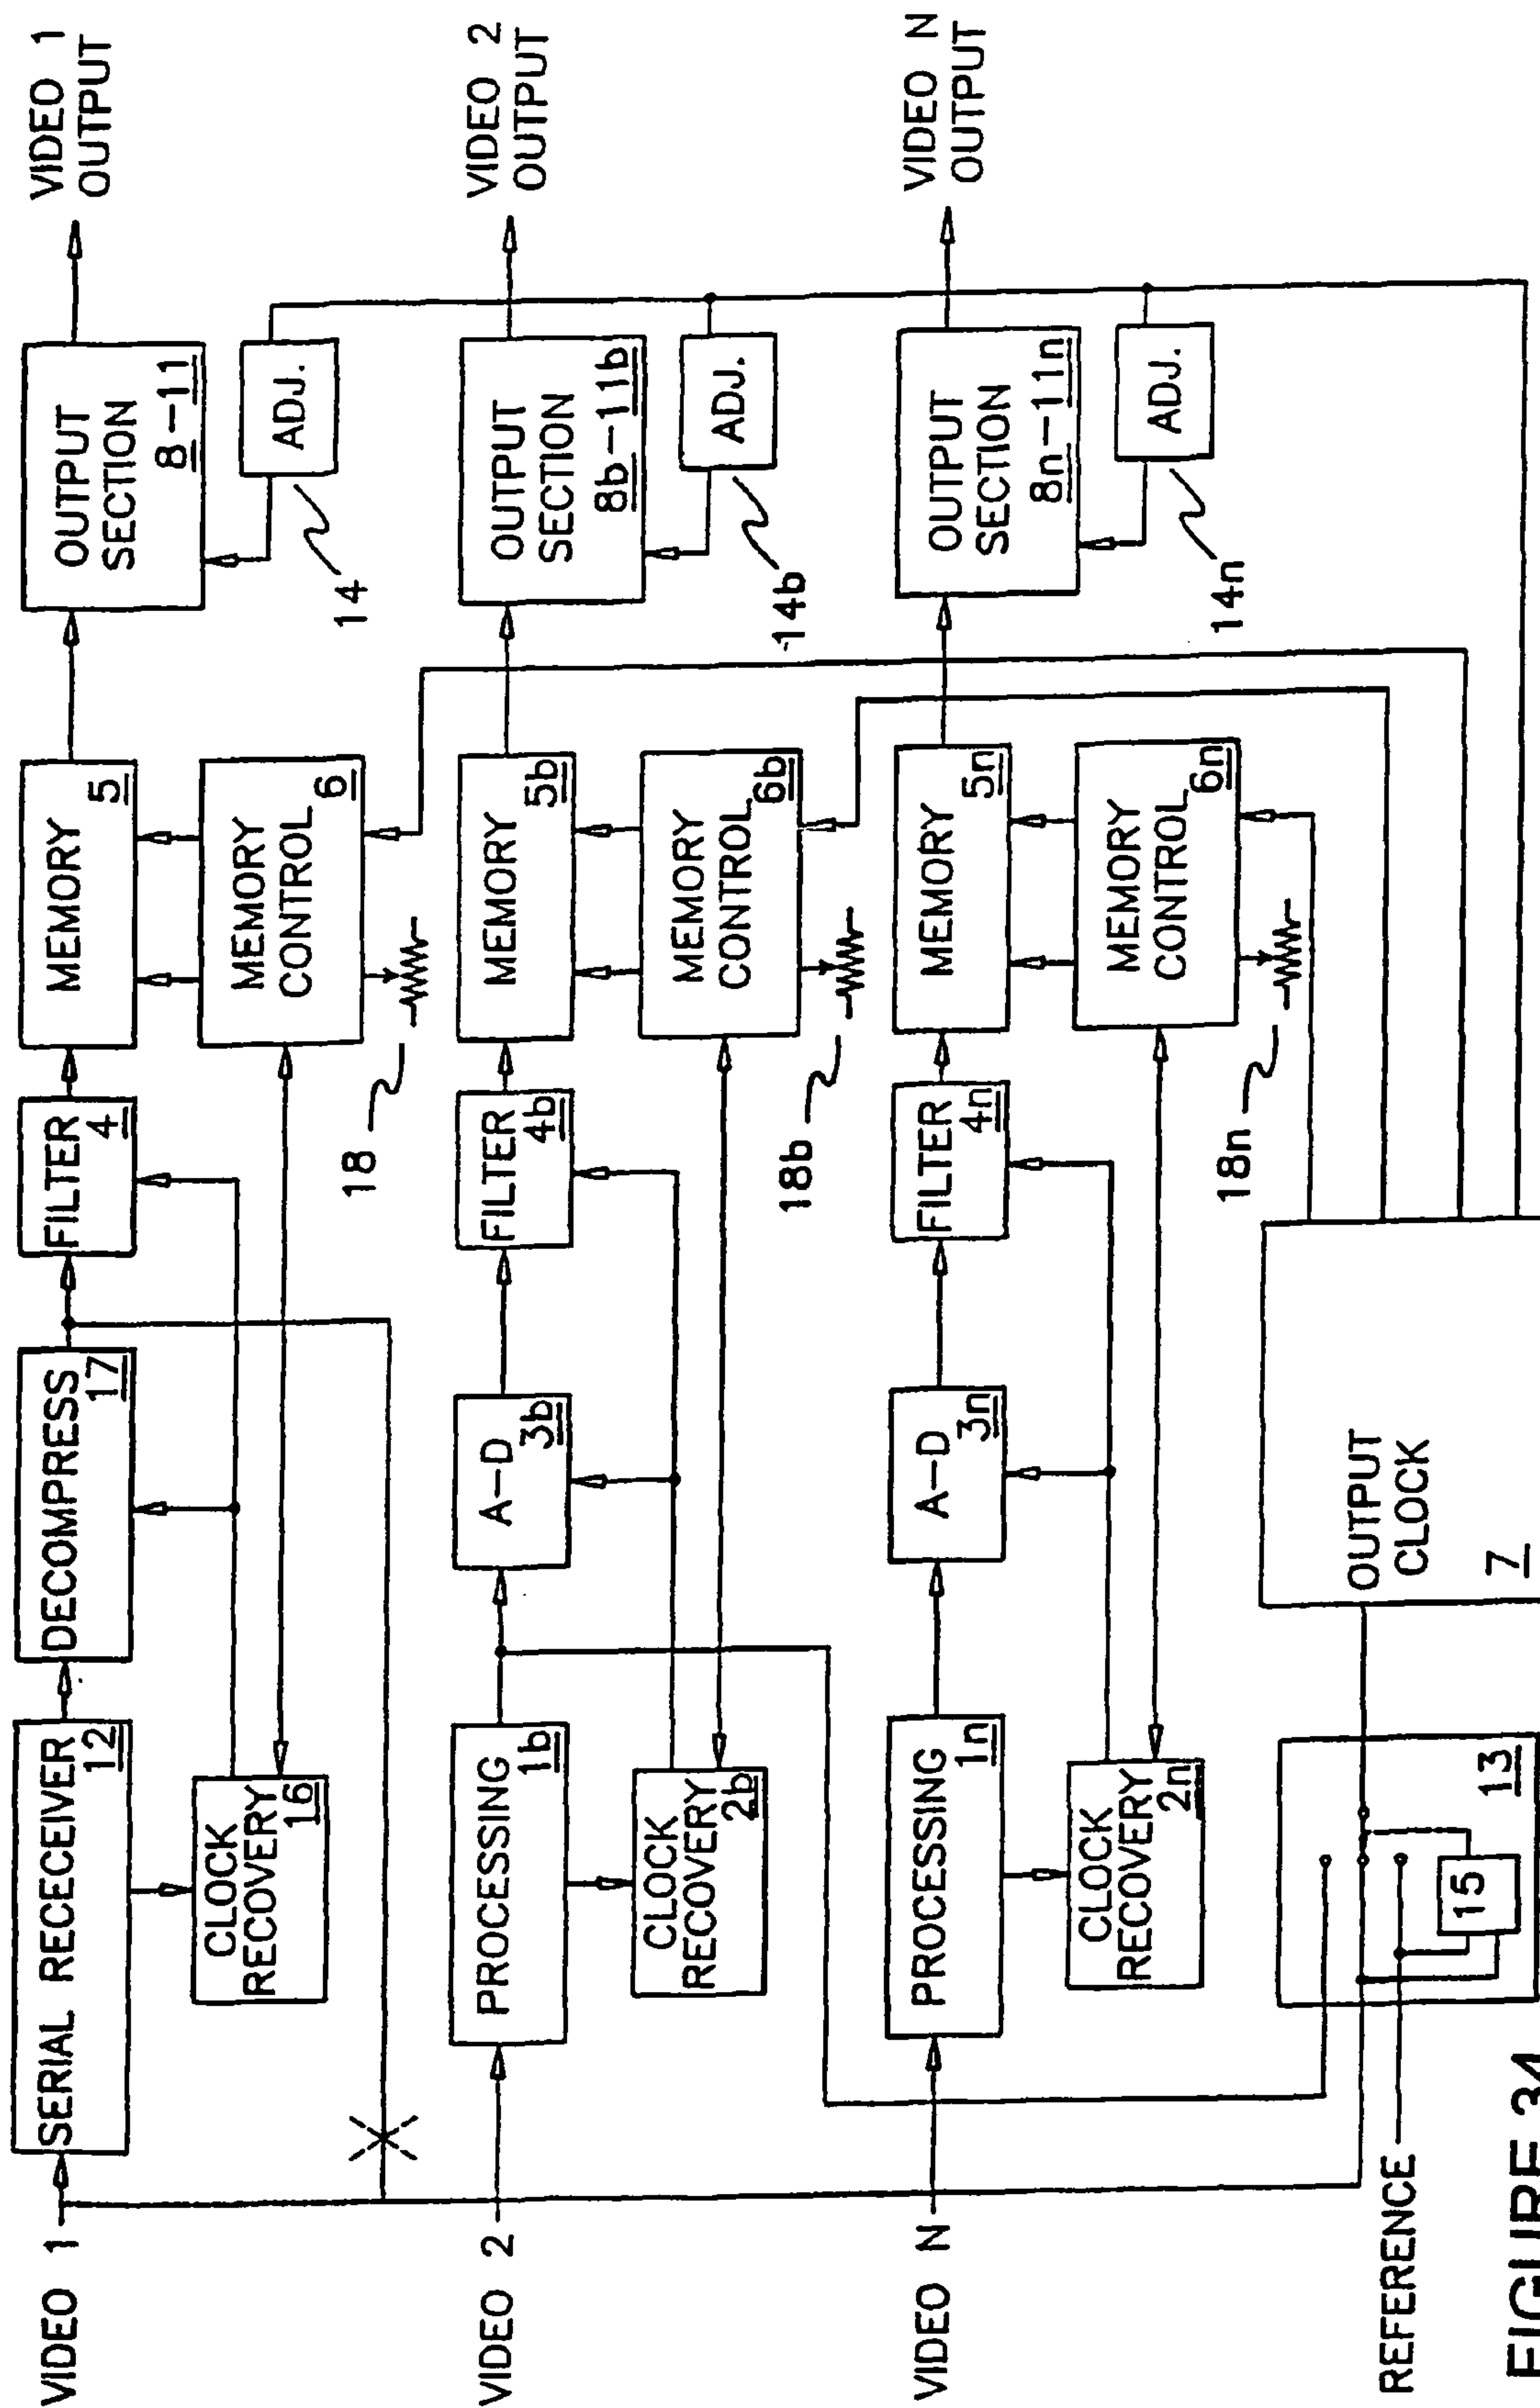 VIDEO 1
SERIAL RECECEIVER
12
DECOMPRESS
17
FILTER
4
MEMORY
5
OUTPUT
SECTION
8-11
VIDEO 1
OUTPUT
CLOCK
RECOVERY
16
MEMORY
CONTROL
6
18
ADJ.
14
VIDEO 2
PROCESSING
1b
A-D
3b
FILTER
4b
MEMORY
5b
OUTPUT
SECTION
8b-11b
VIDEO 2
OUTPUT
CLOCK
RECOVERY
2b
MEMORY
CONTROL
6b
18b
ADJ.
14b
VIDEO N
PROCESSING
1n
A-D
3n
FILTER
4n
MEMORY
5n
OUTPUT
SECTION
8n-11n
VIDEO N
OUTPUT
CLOCK
RECOVERY
2n
MEMORY
CONTROL
6n
18n
ADJ.
14n
REFERENCE
15
13
OUTPUT
CLOCK
7
FIGURE